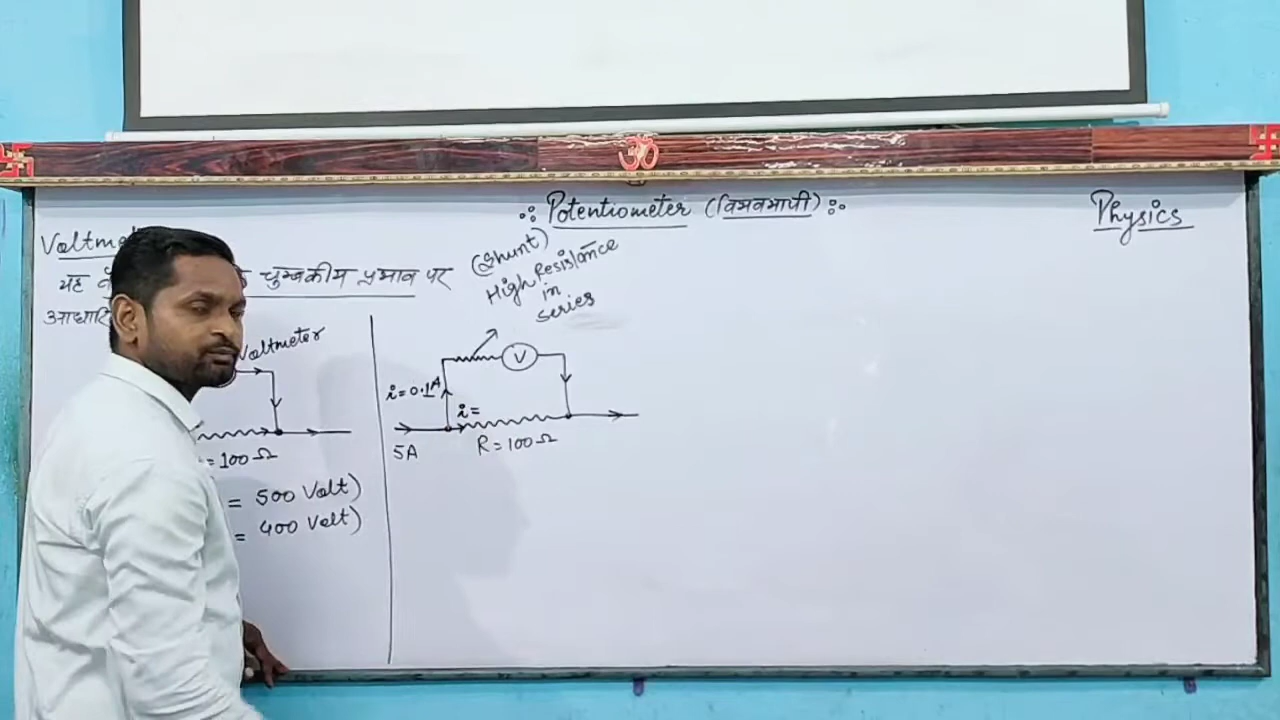 Potentiometer (विभवमापी)
Physics
यह
चुम्बकीय प्रभाव पर
Voltmeter
= 100 Ω
= 500 Volt)
= 400 Volt)
(Shunt)
High Resistance
in
series
V
i = 0.1A
i =
5A
R = 100 Ω